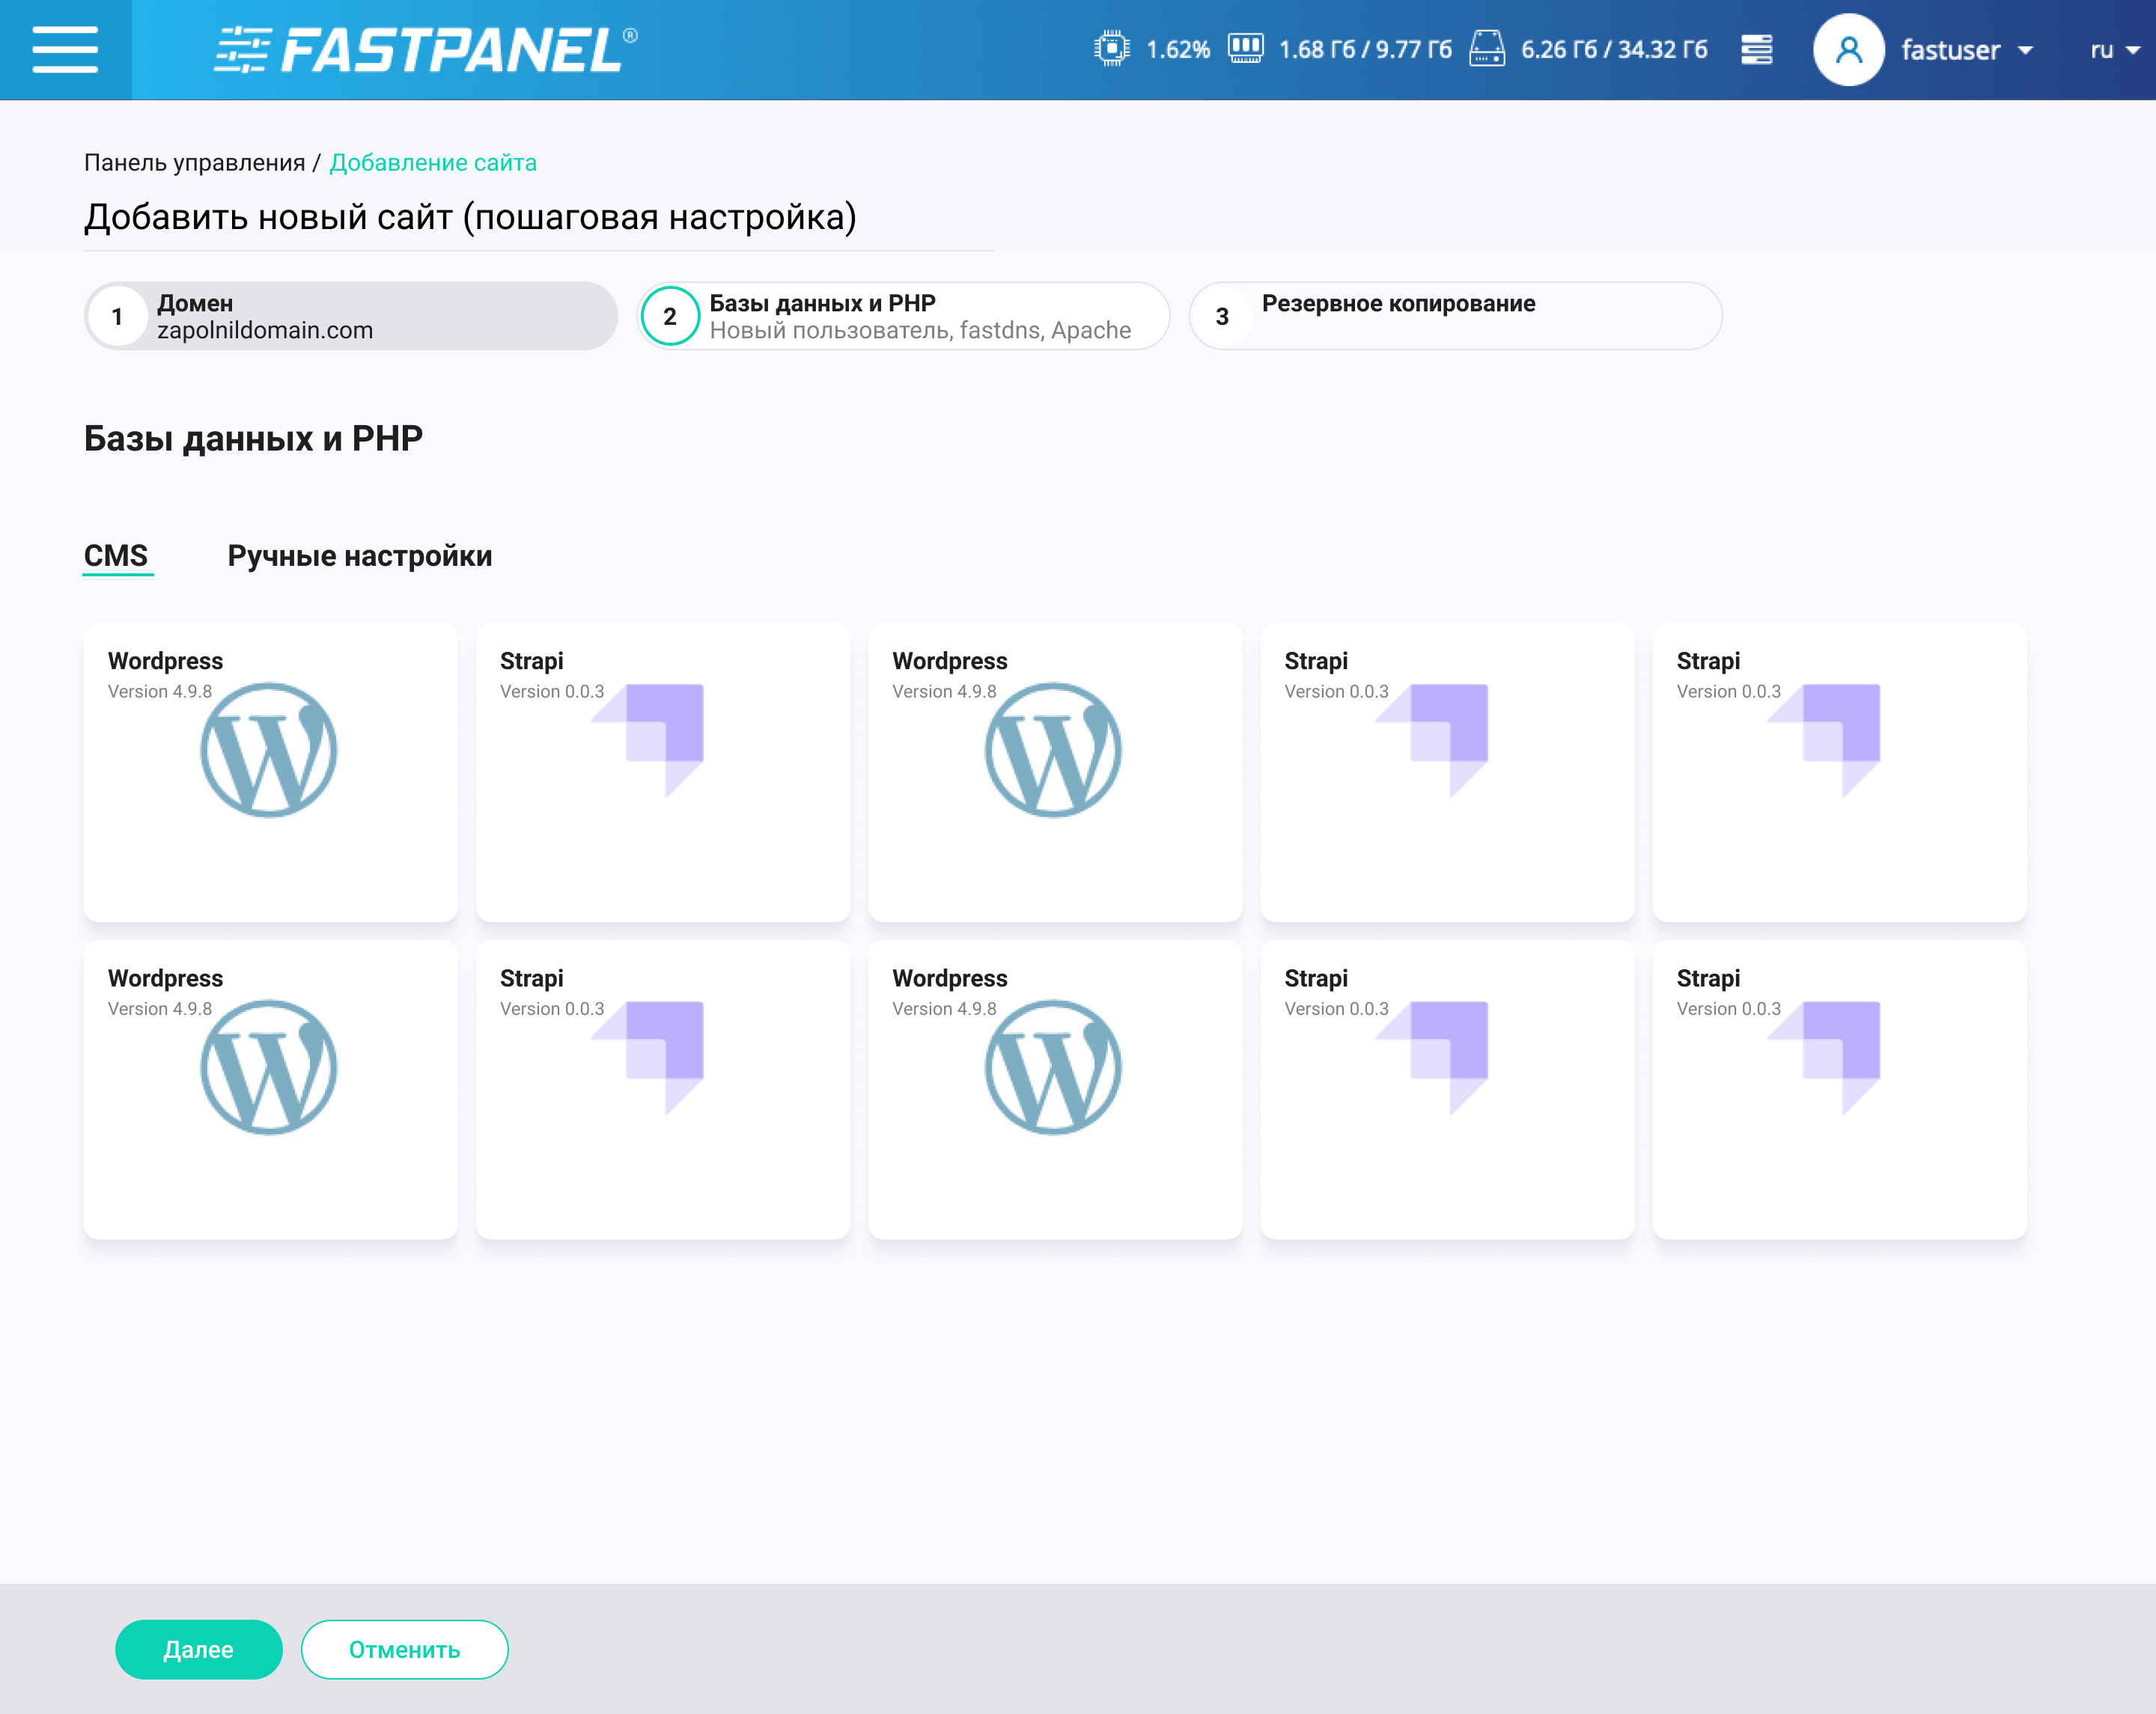 FASTPANEL®
1.62% 1.68 Гб / 9.77 Гб 6.26 Гб / 34.32 Гб fastuser ru
Панель управления / Добавление сайта
Добавить новый сайт (пошаговая настройка)
1 Домен
zapolnildomain.com
2 Базы данных и PHP
Новый пользователь, fastdns, Apache
3 Резервное копирование
Базы данных и PHP
CMS Ручные настройки
Wordpress Strapi Wordpress Strapi Strapi
Version 4.9.8 Version 0.0.3 Version 4.9.8 Version 0.0.3 Version 0.0.3
Wordpress Strapi Wordpress Strapi Strapi
Version 4.9.8 Version 0.0.3 Version 4.9.8 Version 0.0.3 Version 0.0.3
Далее Отменить